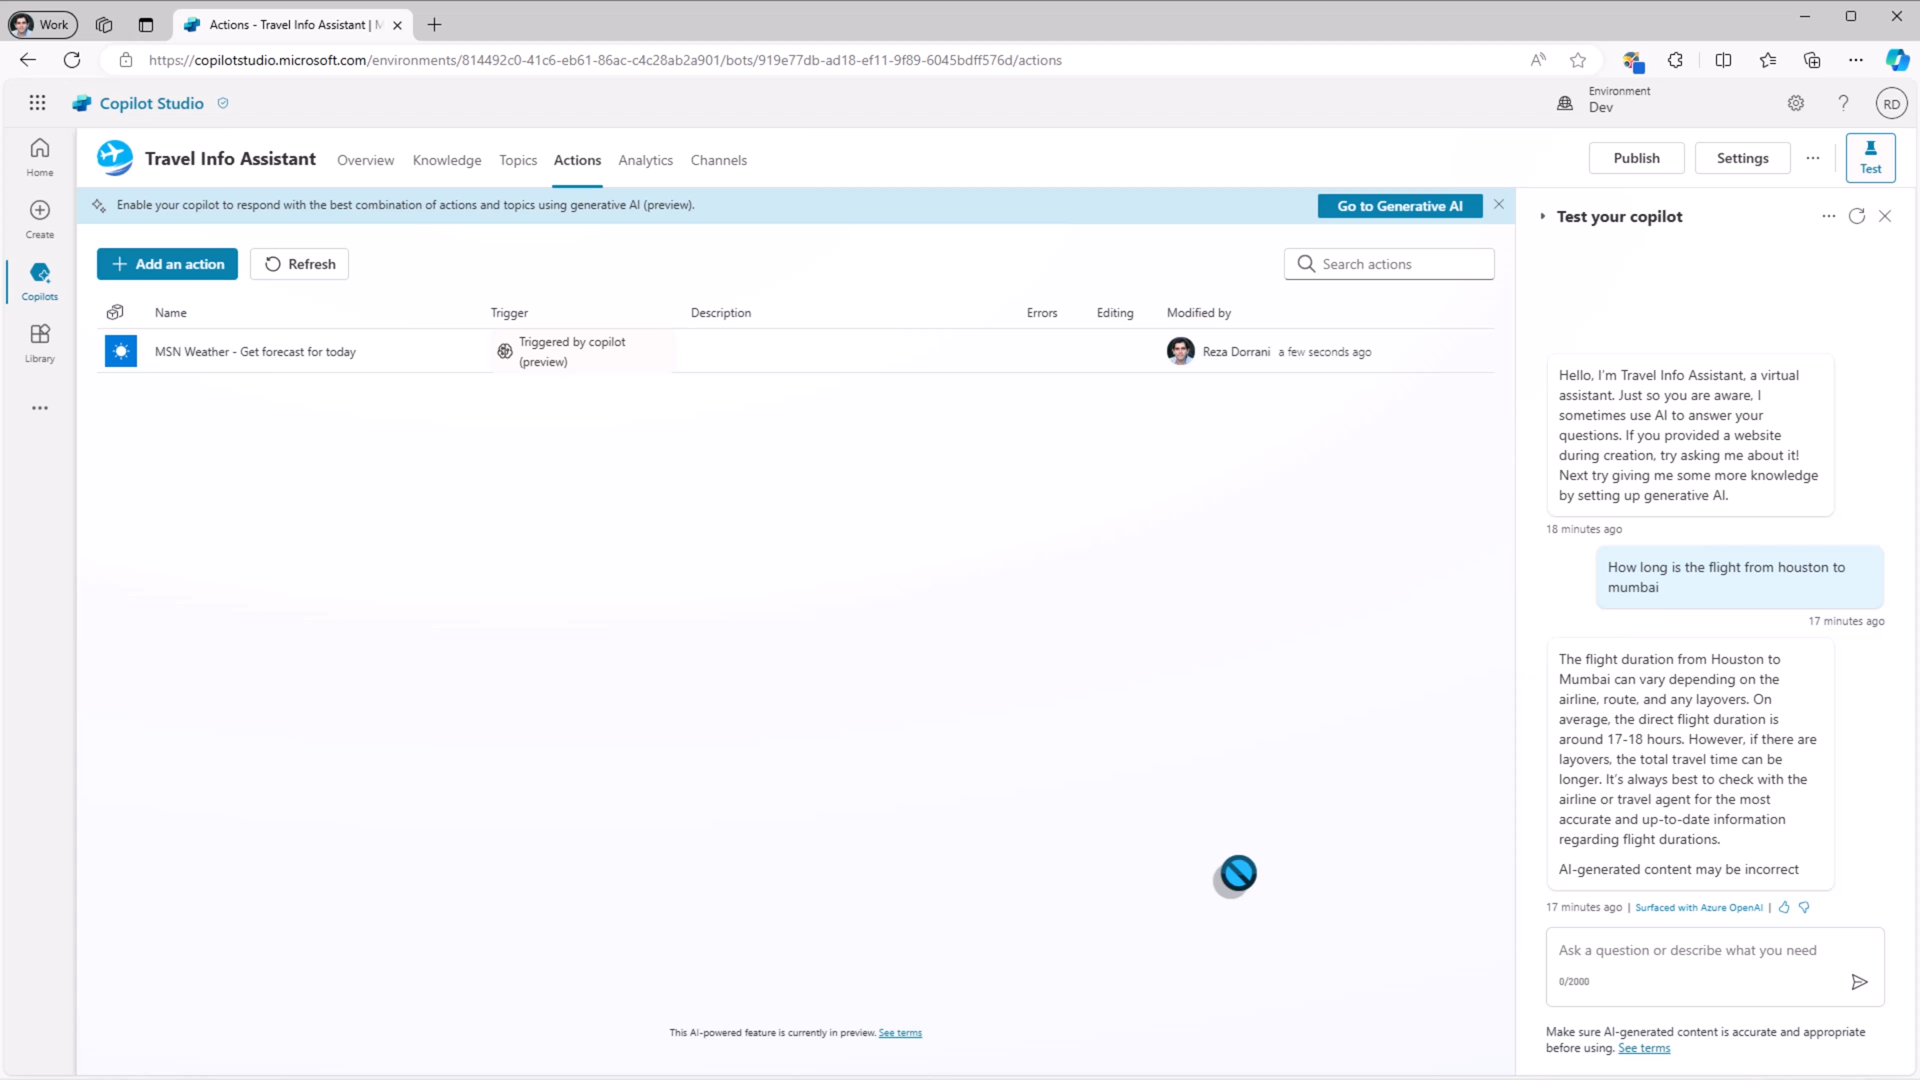 Work
Actions - Travel Info Assistant | M
https://copilotstudio.microsoft.com/environments/814492c0-41c6-eb61-86ac-c4c28ab2a901/bots/919e77db-ad18-ef11-9f89-6045bdff576d/actions
Copilot Studio
Environment
Dev
RD
Home
Create
Copilots
Library
Travel Info Assistant
Overview
Knowledge
Topics
Actions
Analytics
Channels
Publish
Settings
Test
Enable your copilot to respond with the best combination of actions and topics using generative AI (preview).
Go to Generative AI
Add an action
Refresh
Search actions
Name
Trigger
Description
Errors
Editing
Modified by
MSN Weather - Get forecast for today
Triggered by copilot
(preview)
Reza Dorrani a few seconds ago
This AI-powered feature is currently in preview. See terms
Test your copilot
Hello, I'm Travel Info Assistant, a virtual
assistant. Just so you are aware, I
sometimes use AI to answer your
questions. If you provided a website
during creation, try asking me about it!
Next try giving me some more knowledge
by setting up generative AI.
18 minutes ago
How long is the flight from houston to
mumbai
17 minutes ago
The flight duration from Houston to
Mumbai can vary depending on the
airline, route, and any layovers. On
average, the direct flight duration is
around 17-18 hours. However, if there are
layovers, the total travel time can be
longer. It's always best to check with the
airline or travel agent for the most
accurate and up-to-date information
regarding flight durations.
AI-generated content may be incorrect
17 minutes ago | Surfaced with Azure OpenAI |
Ask a question or describe what you need
0/2000
Make sure AI-generated content is accurate and appropriate
before using. See terms